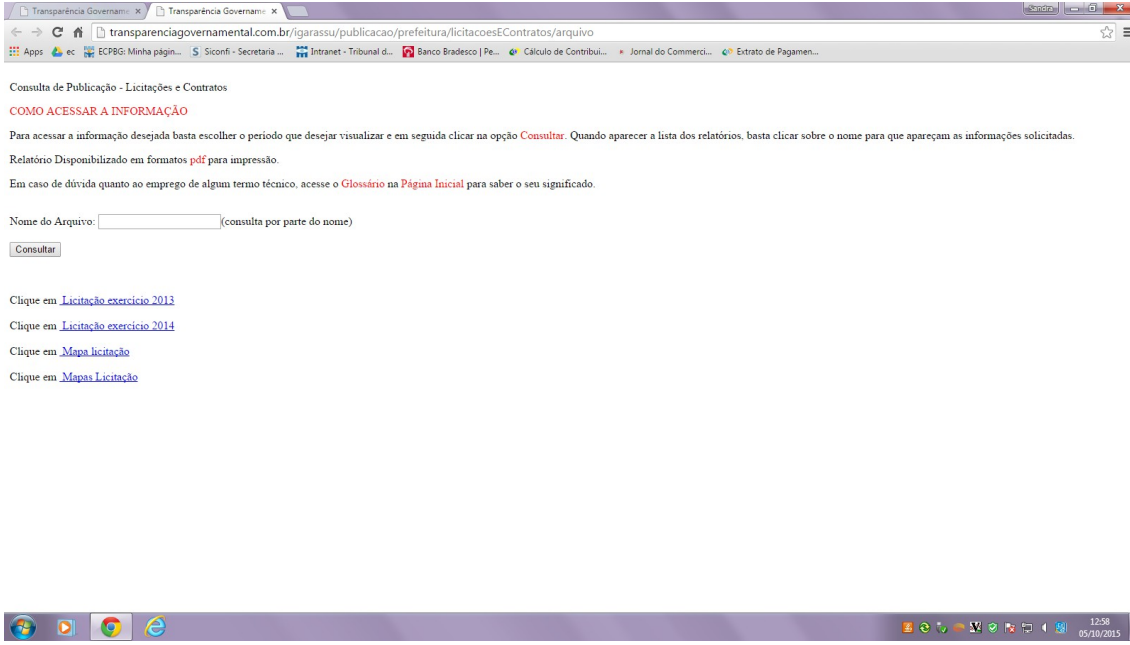 Transparência Govername
Transparência Govername
Sandra
transparenciagovernamental.com.br/igarassu/publicacao/prefeitura/licitacoesEContratos/arquivo
Apps ec ECPBG: Minha págin... Siconfi - Secretaria ... Intranet - Tribunal d... Banco Bradesco | Pe... Cálculo de Contribui... Jornal do Commerci... Extrato de Pagamen...
Consulta de Publicação - Licitações e Contratos
COMO ACESSAR A INFORMAÇÃO
Para acessar a informação desejada basta escolher o período que desejar visualizar e em seguida clicar na opção Consultar. Quando aparecer a lista dos relatórios, basta clicar sobre o nome para que apareçam as informações solicitadas.
Relatório Disponibilizado em formatos pdf para impressão.
Em caso de dúvida quanto ao emprego de algum termo técnico, acesse o Glossário na Página Inicial para saber o seu significado.
Nome do Arquivo: (consulta por parte do nome)
Consultar
Clique em Licitação exercício 2013
Clique em Licitação exercício 2014
Clique em Mapa licitação
Clique em Mapas Licitação
12:58
05/10/2015